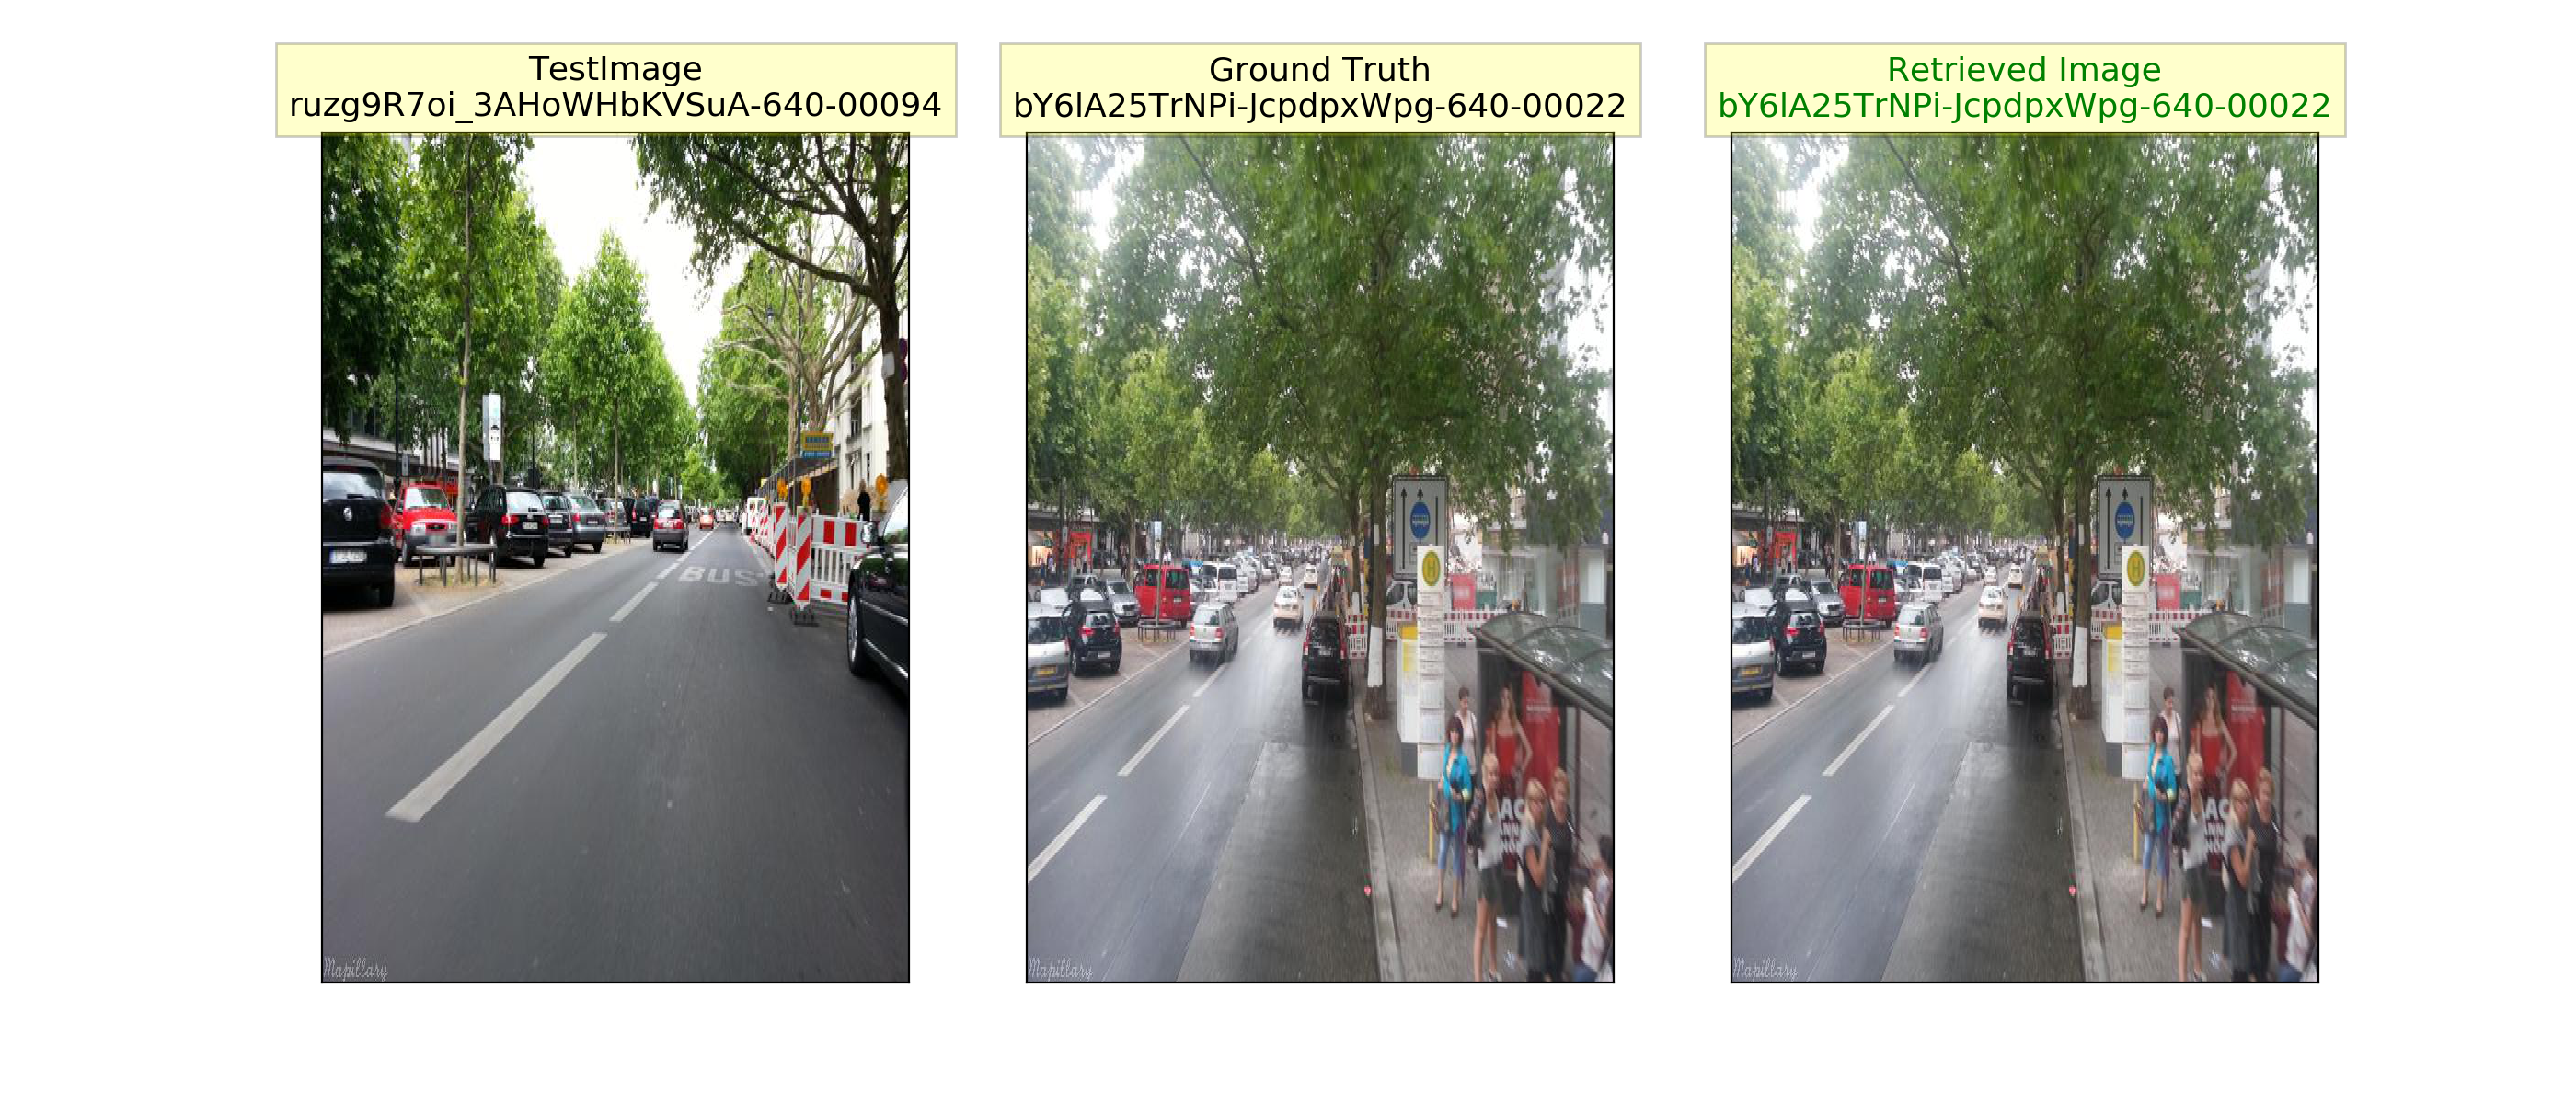 TestImage
ruzg9R7oi_3AHoWHbKVSuA-640-00094
Ground Truth
bY6lA25TrNPi-JcpdpxWpg-640-00022
Retrieved Image
bY6lA25TrNPi-JcpdpxWpg-640-00022
BUS
H
H
Mapillary
Mapillary
Mapillary